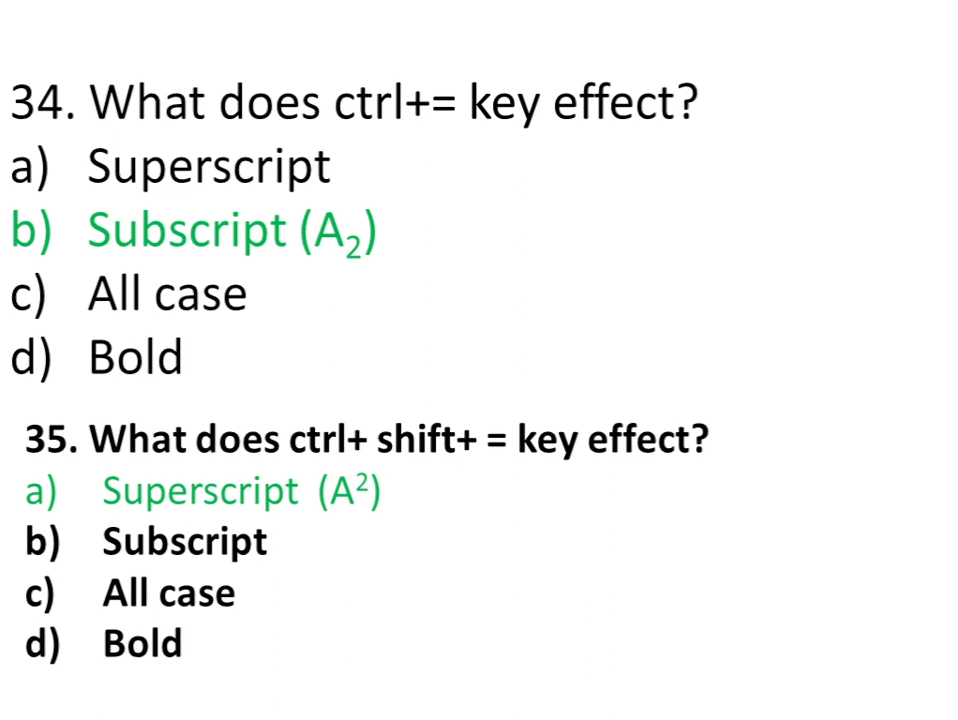 34. What does ctrl+= key effect?
a) Superscript
b) Subscript (A₂)
c) All case
d) Bold
35. What does ctrl+ shift+ = key effect?
a) Superscript (A²)
b) Subscript
c) All case
d) Bold